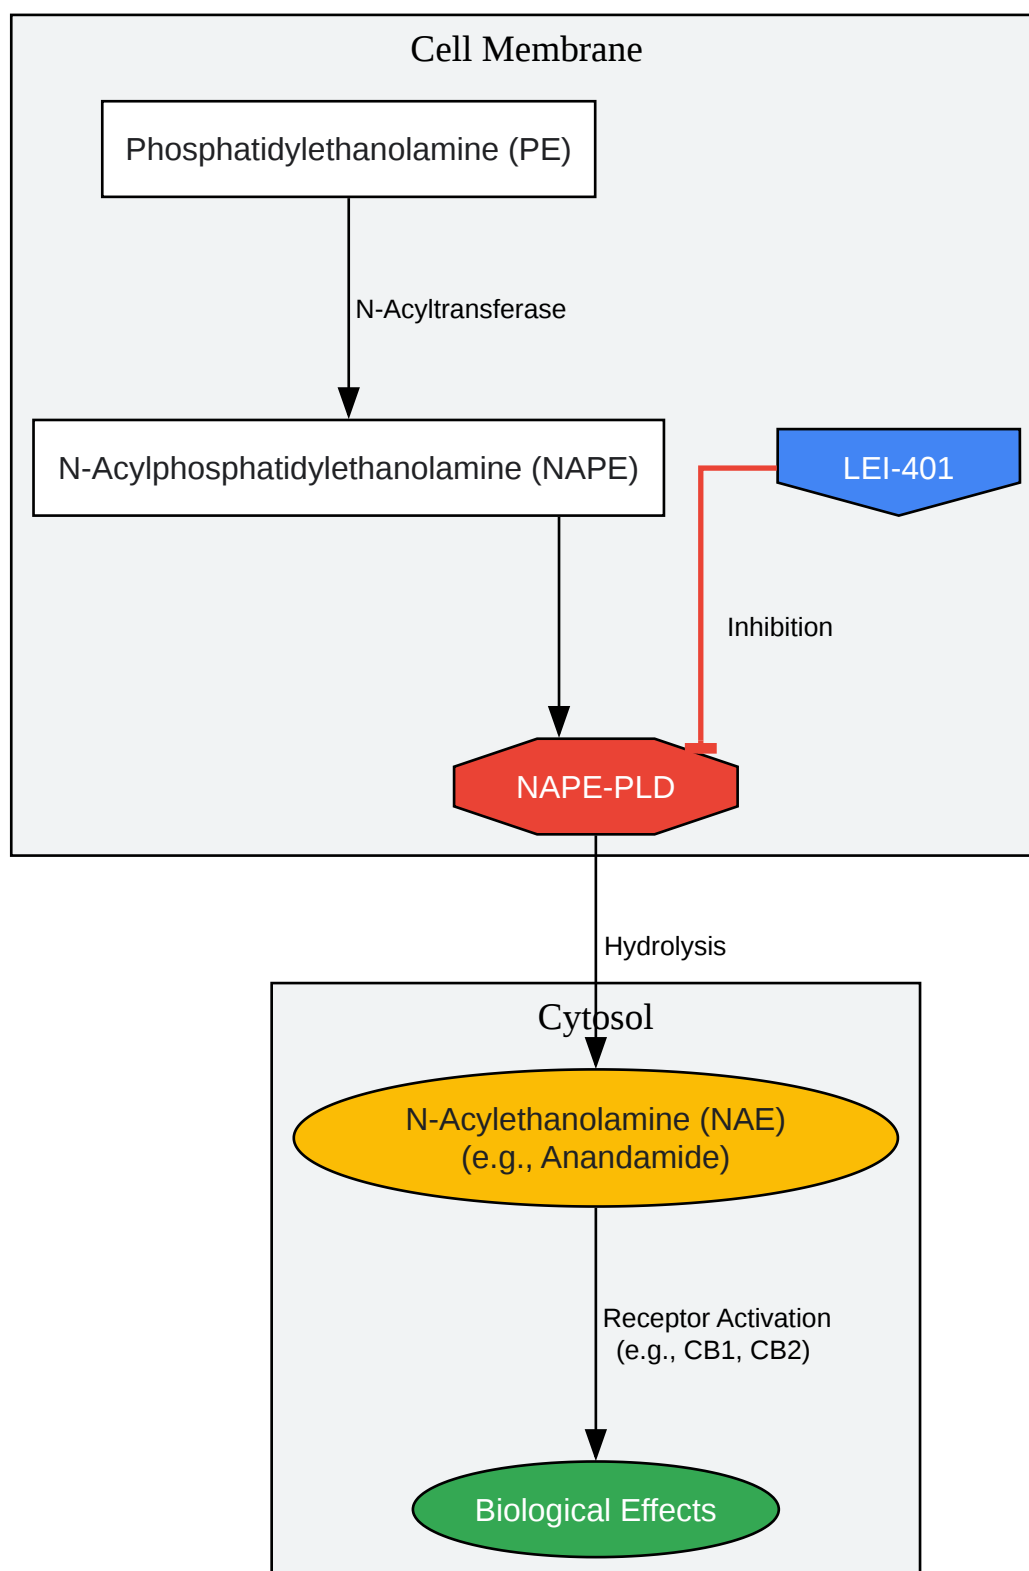 Cell Membrane
Phosphatidylethanolamine (PE)
N-Acyltransferase
N-Acylphosphatidylethanolamine (NAPE)
LEI-401
Inhibition
NAPE-PLD
Hydrolysis
Cytosol
N-Acylethanolamine (NAE)
(e.g., Anandamide)
Receptor Activation
(e.g., CB1, CB2)
Biological Effects